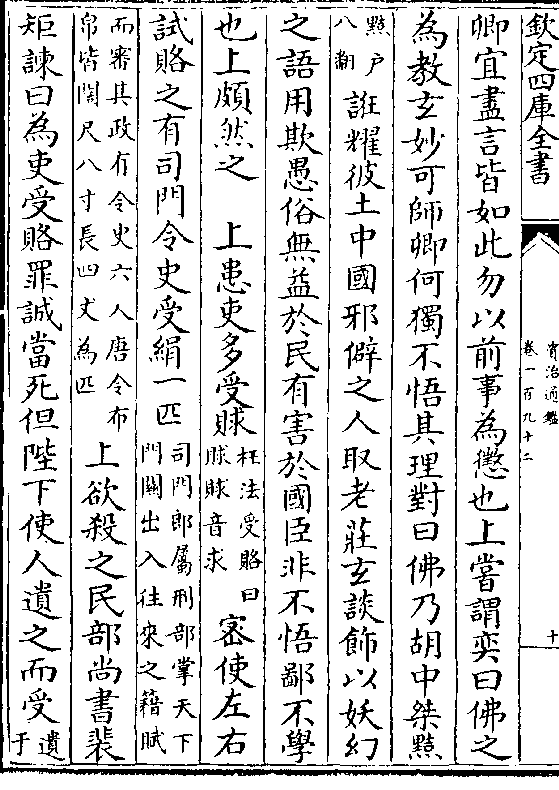 欽定四庫全書
資治通鑑
卷一百九十二
十
卿宜盡言皆如此勿以前事為懲也上嘗謂奕曰佛之
為教玄妙可師卿何獨不悟其理對曰佛乃胡中桀黠
黠户
八翻
誑耀彼土中國邪僻之人取老莊玄談飾以妖幻
之語用欺愚俗無益於民有害於國臣非不悟鄙不學
也上頗然之　上患吏多受賕
枉法受賂曰
賕賕音求
密使左右
試賂之有司門令史受絹一匹
司門郎屬刑部掌天下
門關出入往來之籍賦
而審其政有令史六人唐令布
帛皆闊尺八寸長四丈為匹
上欲殺之民部尚書裴
矩諫曰為吏受賂罪誠當死但陛下使人遺之而受
遺
于